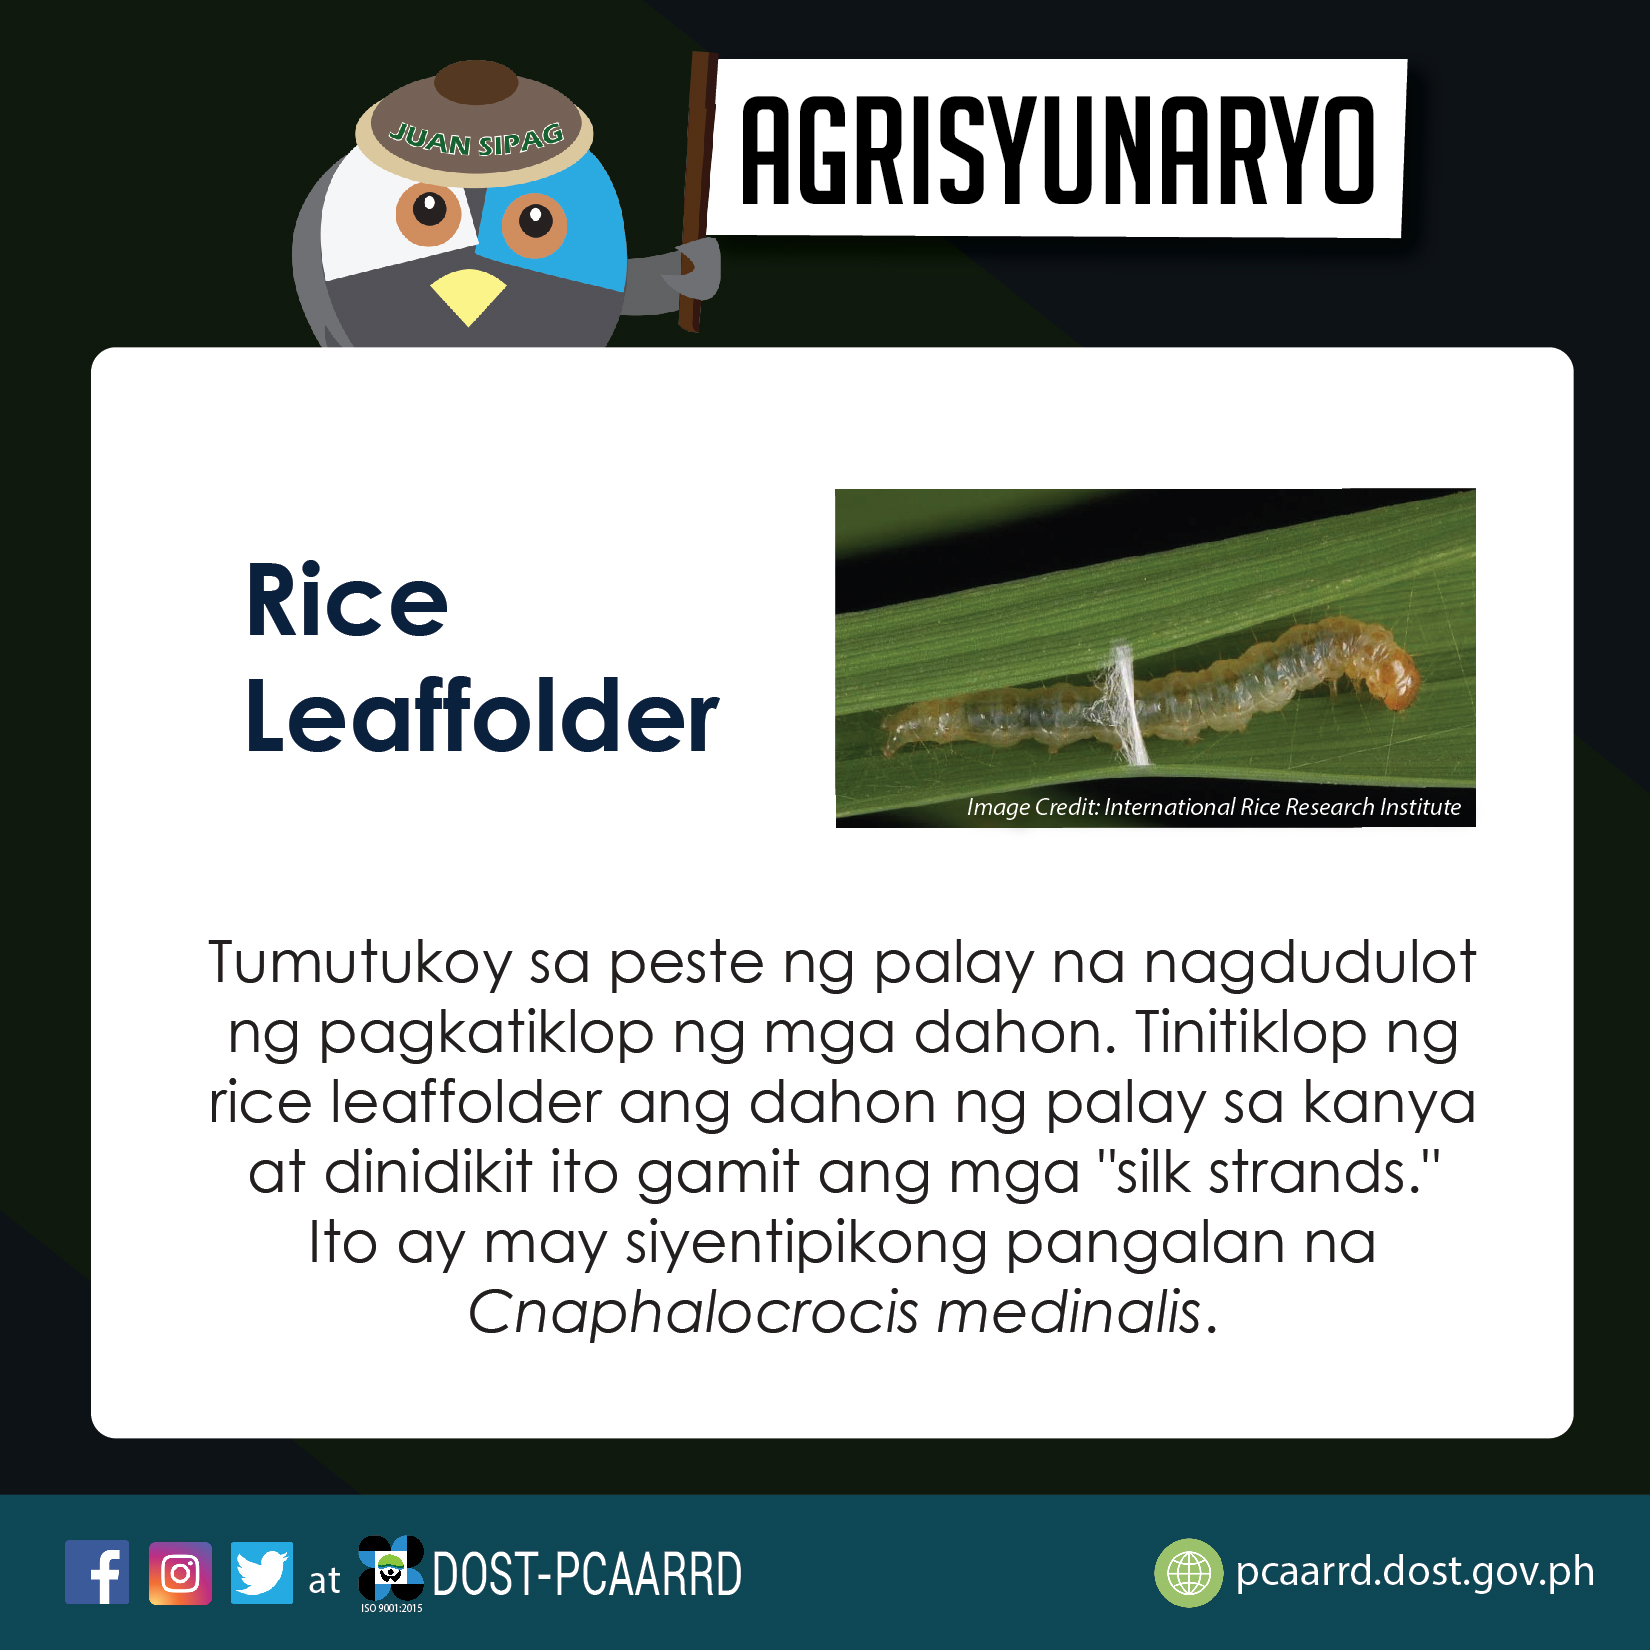 JUAN SIPAG
AGRISYUNARYO
Rice
Leaffolder
Image Credit: International Rice Research Institute
Tumutukoy sa peste ng palay na nagdudulot
ng pagkatiklop ng mga dahon. Tinitiklop ng
rice leaffolder ang dahon ng palay sa kanya
at dinidikit ito gamit ang mga "silk strands."
Ito ay may siyentipikong pangalan na
Cnaphalocrocis medinalis.
at DOST-PCAARRD
ISO 9001:2015
pcaarrd.dost.gov.ph